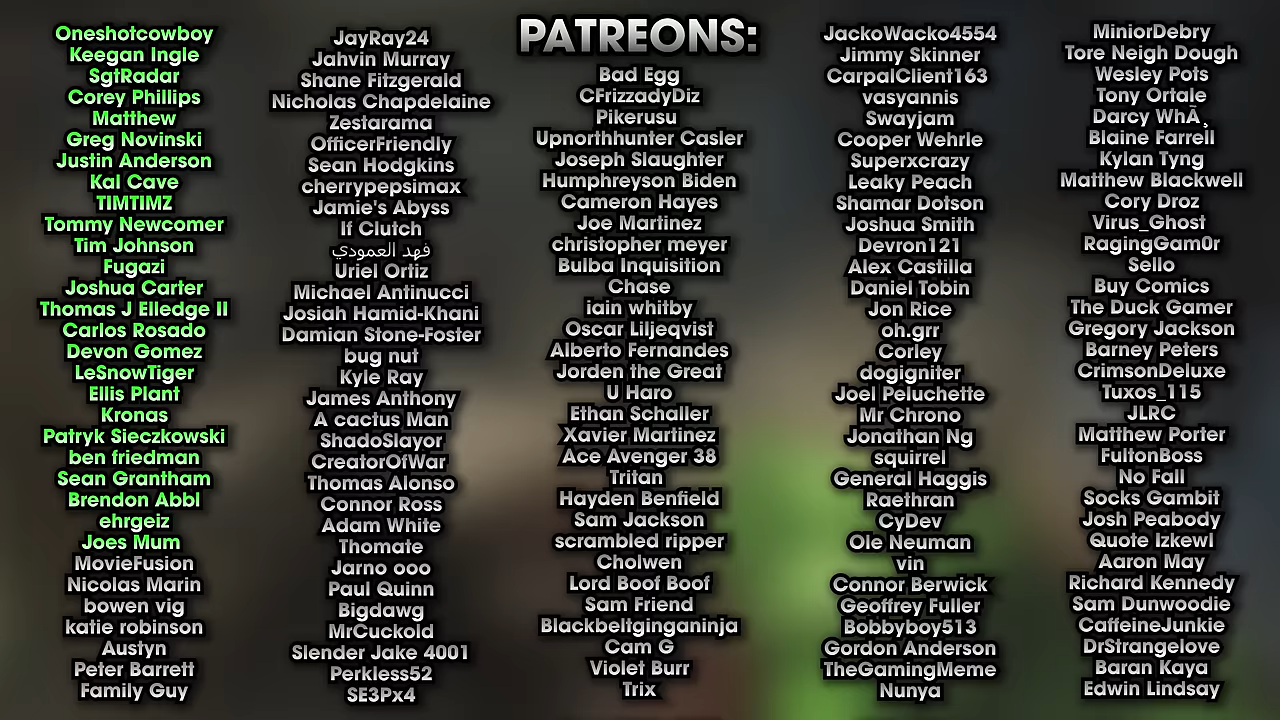 PATREONS:
Oneshotcowboy
Keegan Ingle
SgtRadar
Corey Phillips
Matthew
Greg Novinski
Justin Anderson
Kal Cave
TIMTIMZ
Tommy Newcomer
Tim Johnson
Fugazi
Joshua Carter
Thomas J Elledge II
Carlos Rosado
Devon Gomez
LeSnowTiger
Ellis Plant
Kronas
Patryk Sieczkowski
ben friedman
Sean Grantham
Brendon Abbl
ehrgeiz
Joes Mum
MovieFusion
Nicolas Marin
bowen vig
katie robinson
Austyn
Peter Barrett
Family Guy
JayRay24
Jahvin Murray
Shane Fitzgerald
Nicholas Chapdelaine
Zestarama
OfficerFriendly
Sean Hodgkins
cherrypepsimax
Jamie's Abyss
If Clutch
فهد العمودي
Uriel Ortiz
Michael Antinucci
Josiah Hamid-Khani
Damian Stone-Foster
bug nut
Kyle Ray
James Anthony
A cactus Man
ShadoSlayor
CreatorOfWar
Thomas Alonso
Connor Ross
Adam White
Thomate
Jarno ooo
Paul Quinn
Bigdawg
MrCuckold
Slender Jake 4001
Perkless52
SE3Px4
Bad Egg
CFrizzadyDiz
Pikerusu
Upnorthhunter Casler
Joseph Slaughter
Humphreyson Biden
Cameron Hayes
Joe Martinez
christopher meyer
Bulba Inquisition
Chase
iain whitby
Oscar Liljeqvist
Alberto Fernandes
Jorden the Great
U Haro
Ethan Schaller
Xavier Martinez
Ace Avenger 38
Tritan
Hayden Benfield
Sam Jackson
scrambled ripper
Cholwen
Lord Boof Boof
Sam Friend
Blackbeltginganinja
Cam G
Violet Burr
Trix
JackoWacko4554
Jimmy Skinner
CarpalClient163
vasyannis
Swayjam
Cooper Wehrle
Superxcrazy
Leaky Peach
Shamar Dotson
Joshua Smith
Devron121
Alex Castilla
Daniel Tobin
Jon Rice
oh.grr
Corley
dogigniter
Joel Peluchette
Mr Chrono
Jonathan Ng
squirrel
General Haggis
Raethran
CyDev
Ole Neuman
vin
Connor Berwick
Geoffrey Fuller
Bobbyboy513
Gordon Anderson
TheGamingMeme
Nunya
MiniorDebry
Tore Neigh Dough
Wesley Pots
Tony Ortale
Darcy WhÃ¸
Blaine Farrell
Kylan Tyng
Matthew Blackwell
Cory Droz
Virus_Ghost
RagingGam0r
Sello
Buy Comics
The Duck Gamer
Gregory Jackson
Barney Peters
CrimsonDeluxe
Tuxos_115
JLRC
Matthew Porter
FultonBoss
No Fall
Socks Gambit
Josh Peabody
Quote Izkewl
Aaron May
Richard Kennedy
Sam Dunwoodie
CaffeineJunkie
DrStrangelove
Baran Kaya
Edwin Lindsay